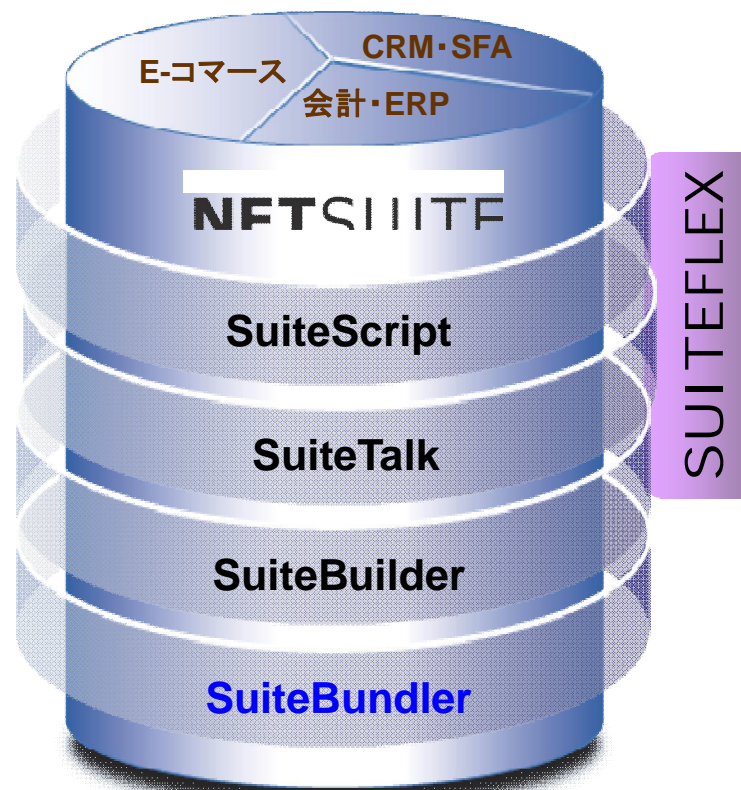 E-コマース
CRM・SFA
会計・ERP
NETSUITE
SuiteScript
SuiteTalk
SuiteBuilder
SuiteBundler
SUITEFLEX